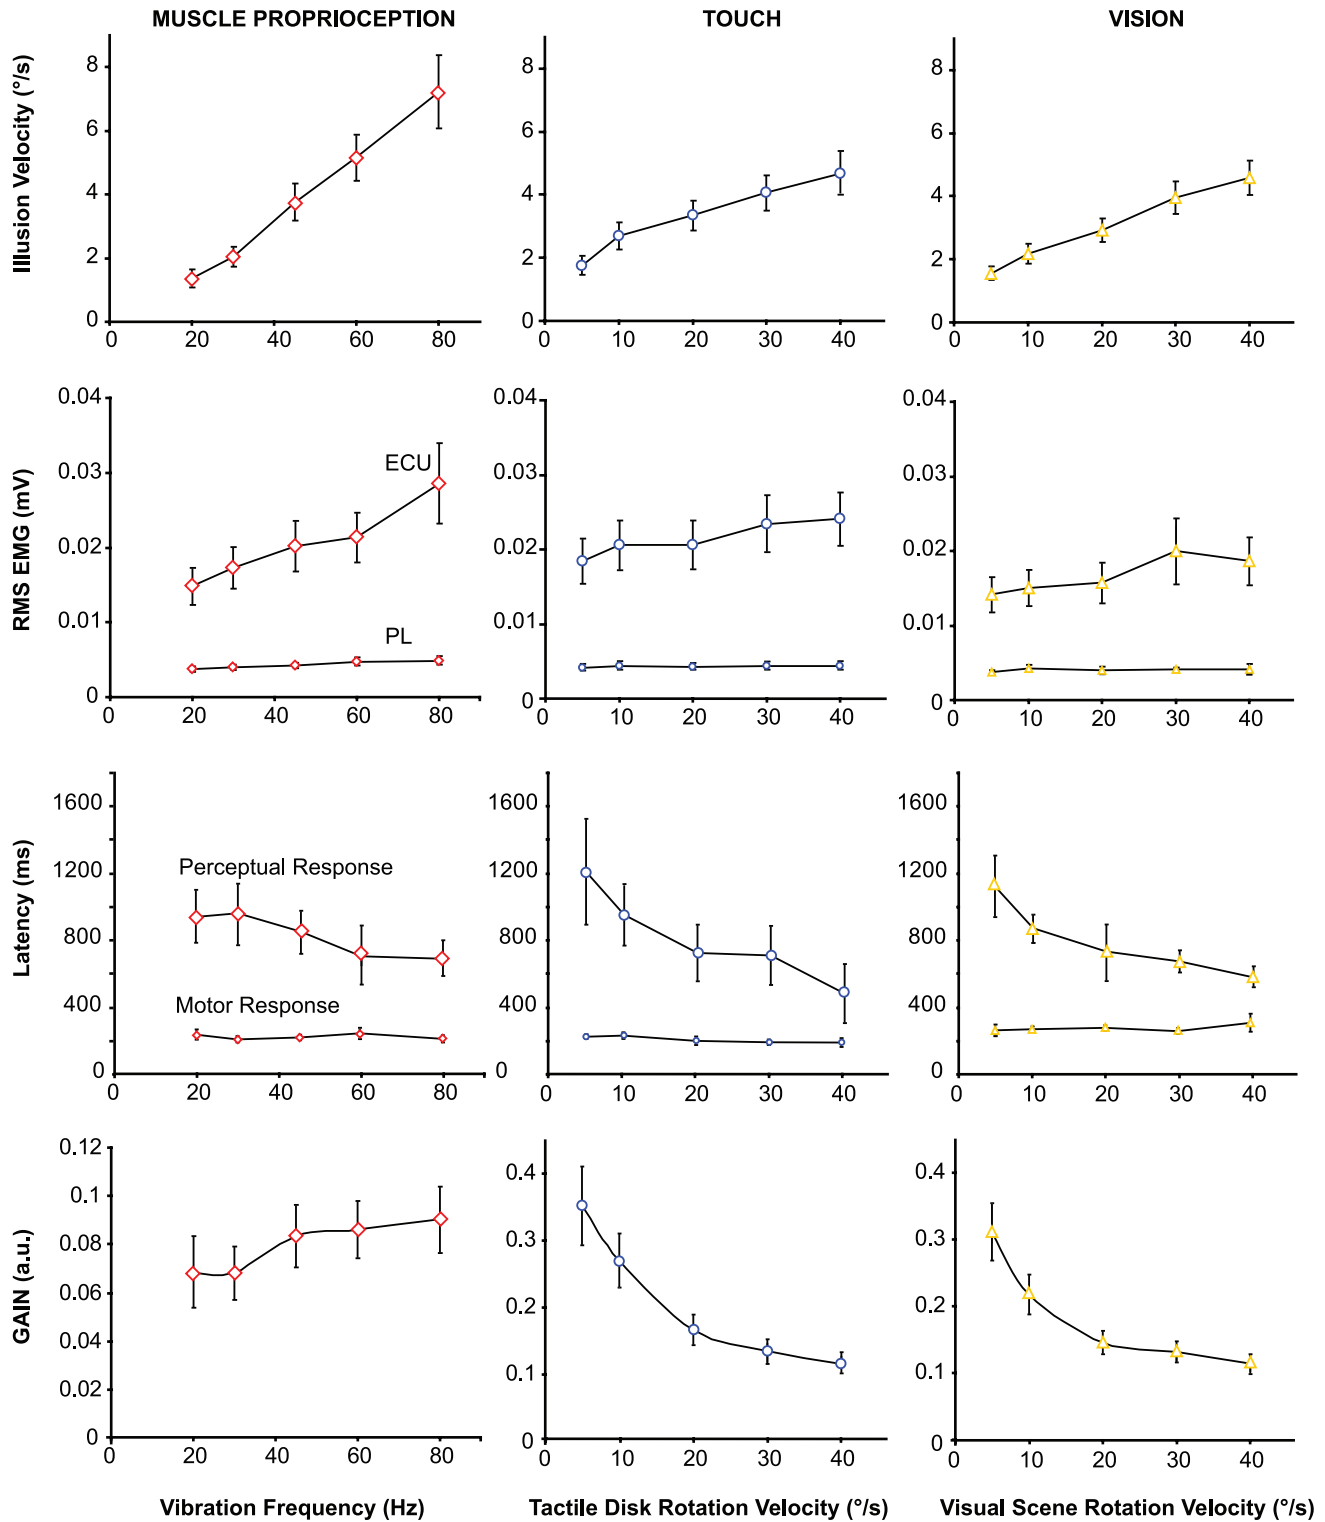 MUSCLE PROPRIOCEPTION TOUCH VISION
Illusion Velocity (°/s)
8 6 4 2 0
0 20 40 60 80
8 6 4 2 0
0 10 20 30 40
8 6 4 2 0
0 10 20 30 40
RMS EMG (mV)
0.04 0.03 0.02 0.01 0
ECU
PL
0 20 40 60 80
0.04 0.03 0.02 0.01 0
0 10 20 30 40
0.04 0.03 0.02 0.01 0
0 10 20 30 40
Latency (ms)
1600 1200 800 400 0
Perceptual Response
Motor Response
0 20 40 60 80
1600 1200 800 400 0
0 10 20 30 40
1600 1200 800 400 0
0 10 20 30 40
GAIN (a.u.)
0.12 0.1 0.08 0.06 0.04 0.02 0
0 20 40 60 80
0.4 0.3 0.2 0.1 0
0 10 20 30 40
0.4 0.3 0.2 0.1 0
0 10 20 30 40
Vibration Frequency (Hz) Tactile Disk Rotation Velocity (°/s) Visual Scene Rotation Velocity (°/s)